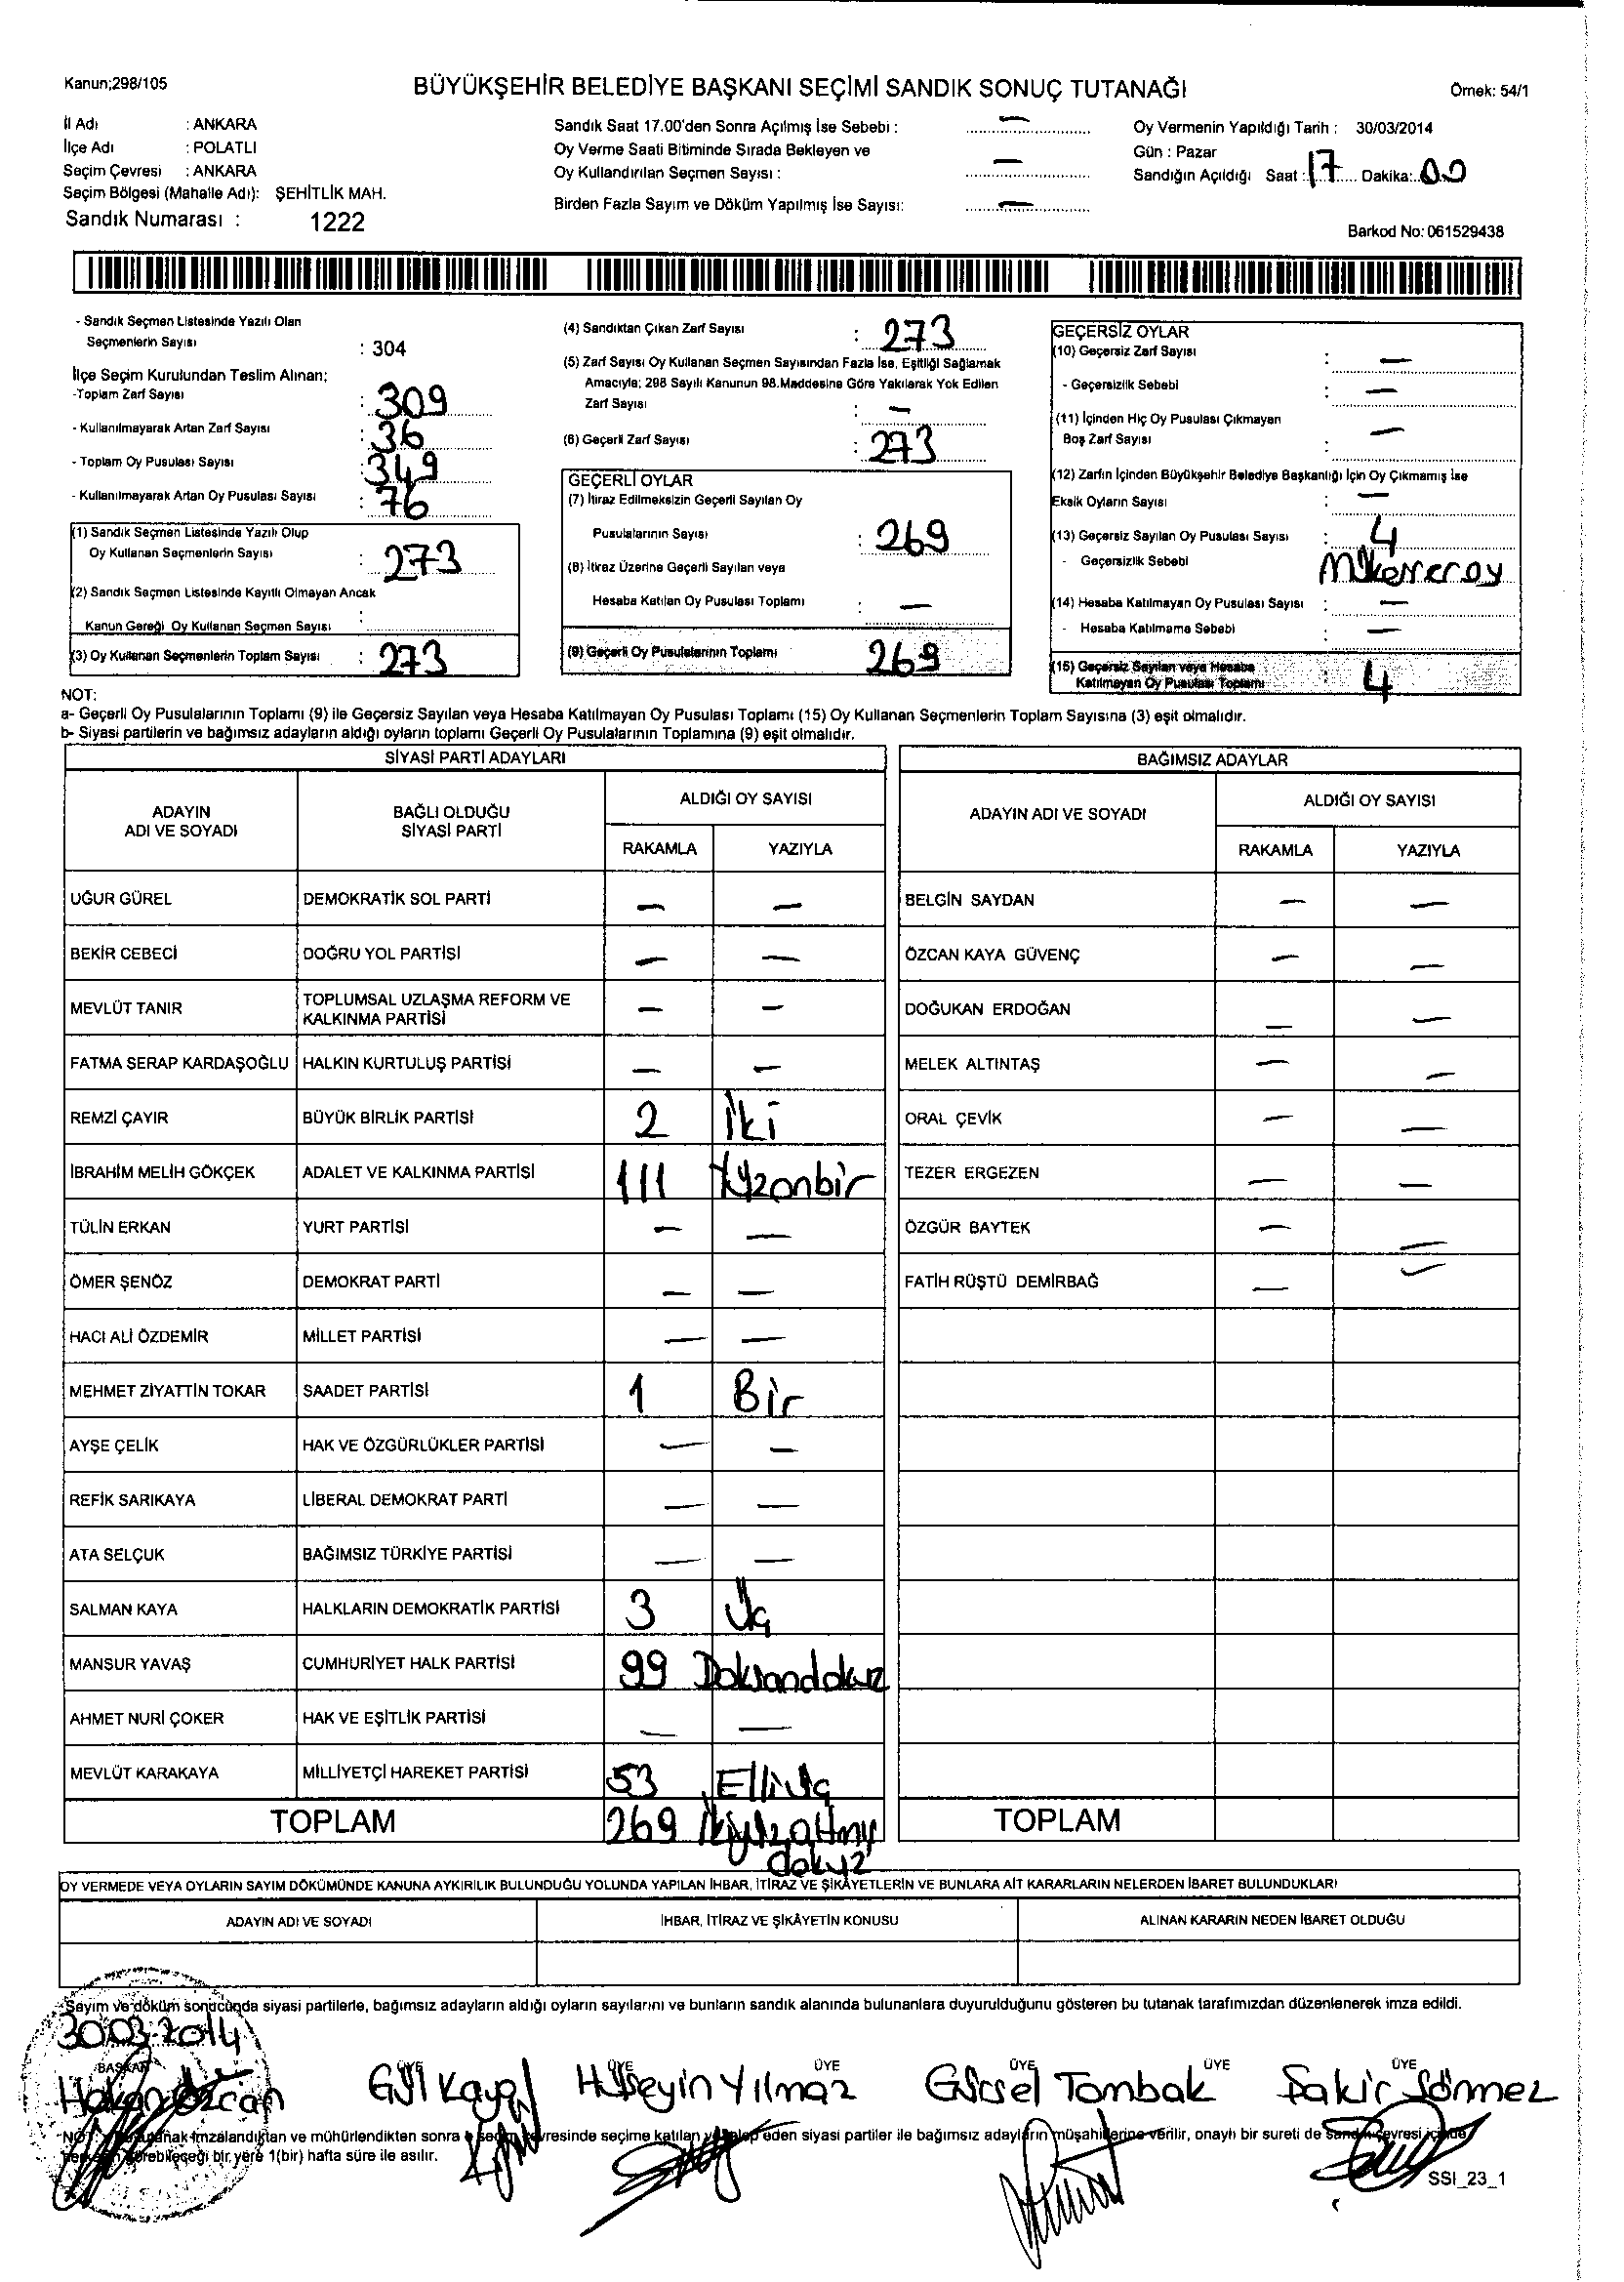 Kanun;298/105
BÜYÜKŞEHİR BELEDİYE BAŞKANI SEÇİMİ SANDIK SONUÇ TUTANAĞI
Örnek: 54/1
İl Adı : ANKARA
İlçe Adı : POLATLI
Seçim Çevresi : ANKARA
Seçim Bölgesi (Mahalle Adı): ŞEHİTLİK MAH.
Sandık Numarası : 1222
Sandık Saat 17.00'den Sonra Açılmış İse Sebebi : —
Oy Verme Saati Bitiminde Sırada Bekleyen ve
Oy Kullandırılan Seçmen Sayısı : —
Birden Fazla Sayım ve Döküm Yapılmış İse Sayısı: —
Oy Vermenin Yapıldığı Tarih : 30/03/2014
Gün : Pazar
Sandığın Açıldığı Saat : 17 Dakika: 00
Barkod No: 061529438
- Sandık Seçmen Listesinde Yazılı Olan
Seçmenlerin Sayısı : 304
İlçe Seçim Kurulundan Teslim Alınan;
-Toplam Zarf Sayısı : 309
- Kullanılmayarak Artan Zarf Sayısı : 36
- Toplam Oy Pusulası Sayısı : 349
- Kullanılmayarak Artan Oy Pusulası Sayısı : 76
(1) Sandık Seçmen Listesinde Yazılı Olup
Oy Kullanan Seçmenlerin Sayısı : 273
(2) Sandık Seçmen Listesinde Kayıtlı Olmayan Ancak
Kanun Gereği Oy Kullanan Seçmen Sayısı :
(3) Oy Kullanan Seçmenlerin Toplam Sayısı : 273
(4) Sandıktan Çıkan Zarf Sayısı : 273
(5) Zarf Sayısı Oy Kullanan Seçmen Sayısından Fazla İse, Eşitliği Sağlamak
Amacıyla; 298 Sayılı Kanunun 98.Maddesine Göre Yakılarak Yok Edilen
Zarf Sayısı : —
(6) Geçerli Zarf Sayısı : 273
GEÇERLİ OYLAR
(7) İtiraz Edilmeksizin Geçerli Sayılan Oy
Pusulalarının Sayısı : 269
(8) İtiraz Üzerine Geçerli Sayılan veya
Hesaba Katılan Oy Pusulası Toplamı : —
(9) Geçerli Oy Pusulalarının Toplamı 269
GEÇERSİZ OYLAR
(10) Geçersiz Zarf Sayısı : —
- Geçersizlik Sebebi : —
(11) İçinden Hiç Oy Pusulası Çıkmayan
Boş Zarf Sayısı : —
(12) Zarfın İçinden Büyükşehir Belediye Başkanlığı İçin Oy Çıkmamış İse
Eksik Oyların Sayısı : —
(13) Geçersiz Sayılan Oy Pusulası Sayısı : 4
- Geçersizlik Sebebi Mükerrer oy
(14) Hesaba Katılmayan Oy Pusulası Sayısı : —
- Hesaba Katılmama Sebebi : —
(15) Geçersiz Sayılan veya Hesaba
Katılmayan Oy Pusulası Toplamı : 4
NOT:
a- Geçerli Oy Pusulalarının Toplamı (9) ile Geçersiz Sayılan veya Hesaba Katılmayan Oy Pusulası Toplamı (15) Oy Kullanan Seçmenlerin Toplam Sayısına (3) eşit olmalıdır.
b- Siyasi partilerin ve bağımsız adayların aldığı oyların toplamı Geçerli Oy Pusulalarının Toplamına (9) eşit olmalıdır.
SİYASİ PARTİ ADAYLARI
ADAYIN ADI VE SOYADI BAĞLI OLDUĞU SİYASİ PARTİ ALDIĞI OY SAYISI
RAKAMLA YAZIYLA
UĞUR GÜREL DEMOKRATİK SOL PARTİ — —
BEKİR CEBECİ DOĞRU YOL PARTİSİ — —
MEVLÜT TANIR TOPLUMSAL UZLAŞMA REFORM VE KALKINMA PARTİSİ — —
FATMA SERAP KARDAŞOĞLU HALKIN KURTULUŞ PARTİSİ — —
REMZİ ÇAYIR BÜYÜK BİRLİK PARTİSİ 2 İki
İBRAHİM MELİH GÖKÇEK ADALET VE KALKINMA PARTİSİ 111 Yüzonbir
TÜLİN ERKAN YURT PARTİSİ — —
ÖMER ŞENÖZ DEMOKRAT PARTİ — —
HACI ALİ ÖZDEMİR MİLLET PARTİSİ — —
MEHMET ZİYATTİN TOKAR SAADET PARTİSİ 1 Bir
AYŞE ÇELİK HAK VE ÖZGÜRLÜKLER PARTİSİ — —
REFİK SARIKAYA LİBERAL DEMOKRAT PARTİ — —
ATA SELÇUK BAĞIMSIZ TÜRKİYE PARTİSİ — —
SALMAN KAYA HALKLARIN DEMOKRATİK PARTİSİ 3 Üç
MANSUR YAVAŞ CUMHURİYET HALK PARTİSİ 99 Doksandokuz
AHMET NURİ ÇOKER HAK VE EŞİTLİK PARTİSİ — —
MEVLÜT KARAKAYA MİLLİYETÇİ HAREKET PARTİSİ 53 Elliüç
TOPLAM 269 İkiyüzaltmış
dokuz
BAĞIMSIZ ADAYLAR
ADAYIN ADI VE SOYADI ALDIĞI OY SAYISI
RAKAMLA YAZIYLA
BELGİN SAYDAN — —
ÖZCAN KAYA GÜVENÇ — —
DOĞUKAN ERDOĞAN — —
MELEK ALTINTAŞ — —
ORAL ÇEVİK — —
TEZER ERGEZEN — —
ÖZGÜR BAYTEK — —
FATİH RÜŞTÜ DEMİRBAĞ — —
TOPLAM
OY VERMEDE VEYA OYLARIN SAYIM DÖKÜMÜNDE KANUNA AYKIRILIK BULUNDUĞU YOLUNDA YAPILAN İHBAR, İTİRAZ VE ŞİKÂYETLERİN VE BUNLARA AİT KARARLARIN NELERDEN İBARET BULUNDUKLARI
ADAYIN ADI VE SOYADI İHBAR, İTİRAZ VE ŞİKÂYETİN KONUSU ALINAN KARARIN NEDEN İBARET OLDUĞU
Sayım ve döküm sonucunda siyasi partilerle, bağımsız adayların aldığı oyların sayılarını ve bunların sandık alanında bulunanlara duyurulduğunu gösteren bu tutanak tarafımızdan düzenlenerek imza edildi.
30.03.2014
BAŞKAN ÜYE ÜYE ÜYE ÜYE ÜYE ÜYE
Hakan Özcan Gül Kaya Hüseyin Yılmaz Gürsel Tombak Şakir Sönmez
NOT: tutanak imzalandıktan ve mühürlendikten sonra o seçim çevresinde seçime katılan ve talep eden siyasi partiler ile bağımsız adayların müşahitlerine verilir, onaylı bir sureti de sandık çevresi içinde
görebileceği bir yere 1(bir) hafta süre ile asılır.
SSI_23_1